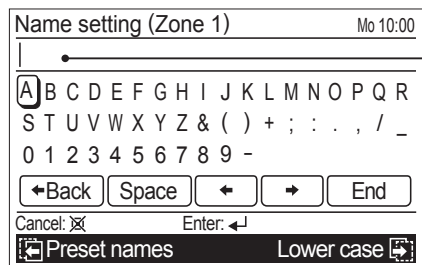 Name setting (Zone 1) Mo 10:00
A B C D E F G H I J K L M N O P Q R
S T U V W X Y Z & ( ) + ; : . , / _
0 1 2 3 4 5 6 7 8 9 -
Back Space End
Cancel: Enter:
Preset names Lower case